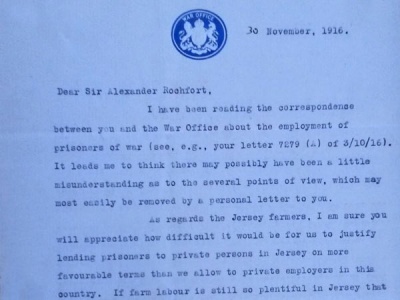 WAR OFFICE
30 November, 1916.
Dear Sir Alexander Rochfort,
I have been reading the correspondence
between you and the War Office about the employment of
prisoners of war (see, e.g., your letter 7279 (A) of 3/10/16).
It leads me to think there may possibly have been a little
misunderstanding as to the several points of view, which may
most easily be removed by a personal letter to you.
As regards the Jersey farmers, I am sure you
will appreciate how difficult it would be for us to justify
lending prisoners to private persons in Jersey on more
favourable terms than we allow to private employers in this
country. If farm labour is still so plentiful in Jersey that